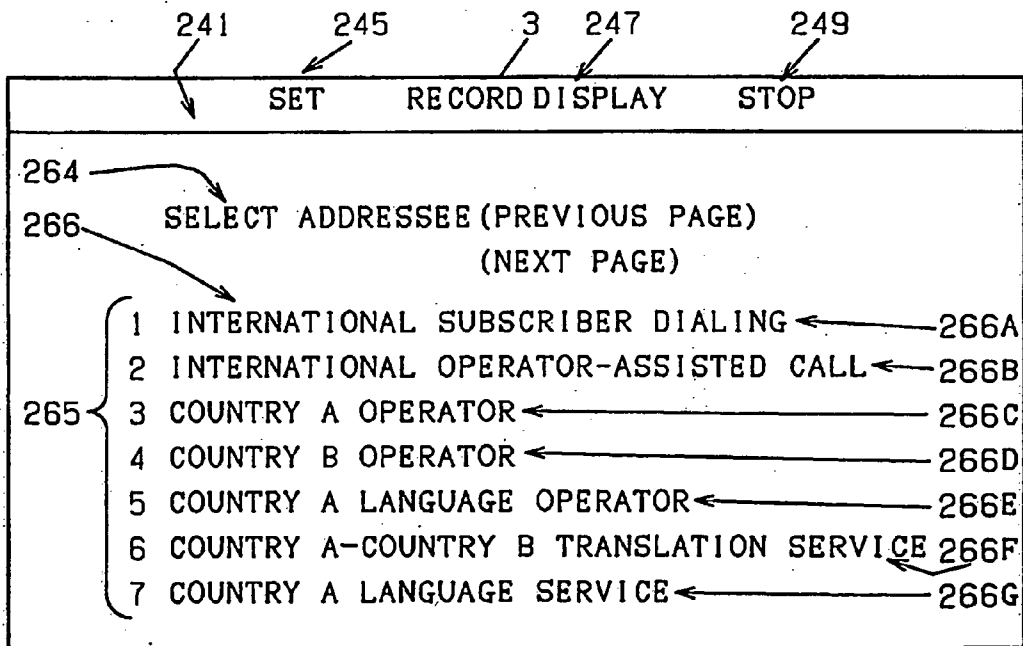 241 245 3 247 249
SET RECORD DISPLAY STOP
264
SELECT ADDRESSEE (PREVIOUS PAGE)
266
(NEXT PAGE)
1 INTERNATIONAL SUBSCRIBER DIALING 266A
2 INTERNATIONAL OPERATOR-ASSISTED CALL 266B
265 3 COUNTRY A OPERATOR 266C
4 COUNTRY B OPERATOR 266D
5 COUNTRY A LANGUAGE OPERATOR 266E
6 COUNTRY A-COUNTRY B TRANSLATION SERVICE 266F
7 COUNTRY A LANGUAGE SERVICE 266G